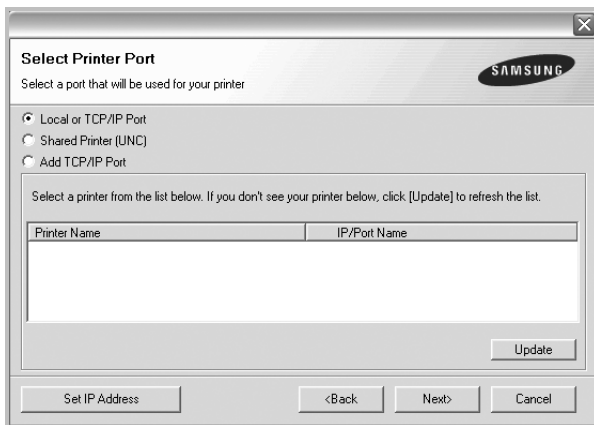 Select Printer Port
Select a port that will be used for your printer
SAMSUNG
Local or TCP/IP Port
Shared Printer (UNC)
Add TCP/IP Port
Select a printer from the list below. If you don't see your printer below, click [Update] to refresh the list.
Printer Name IP/Port Name
Update
Set IP Address <Back Next> Cancel